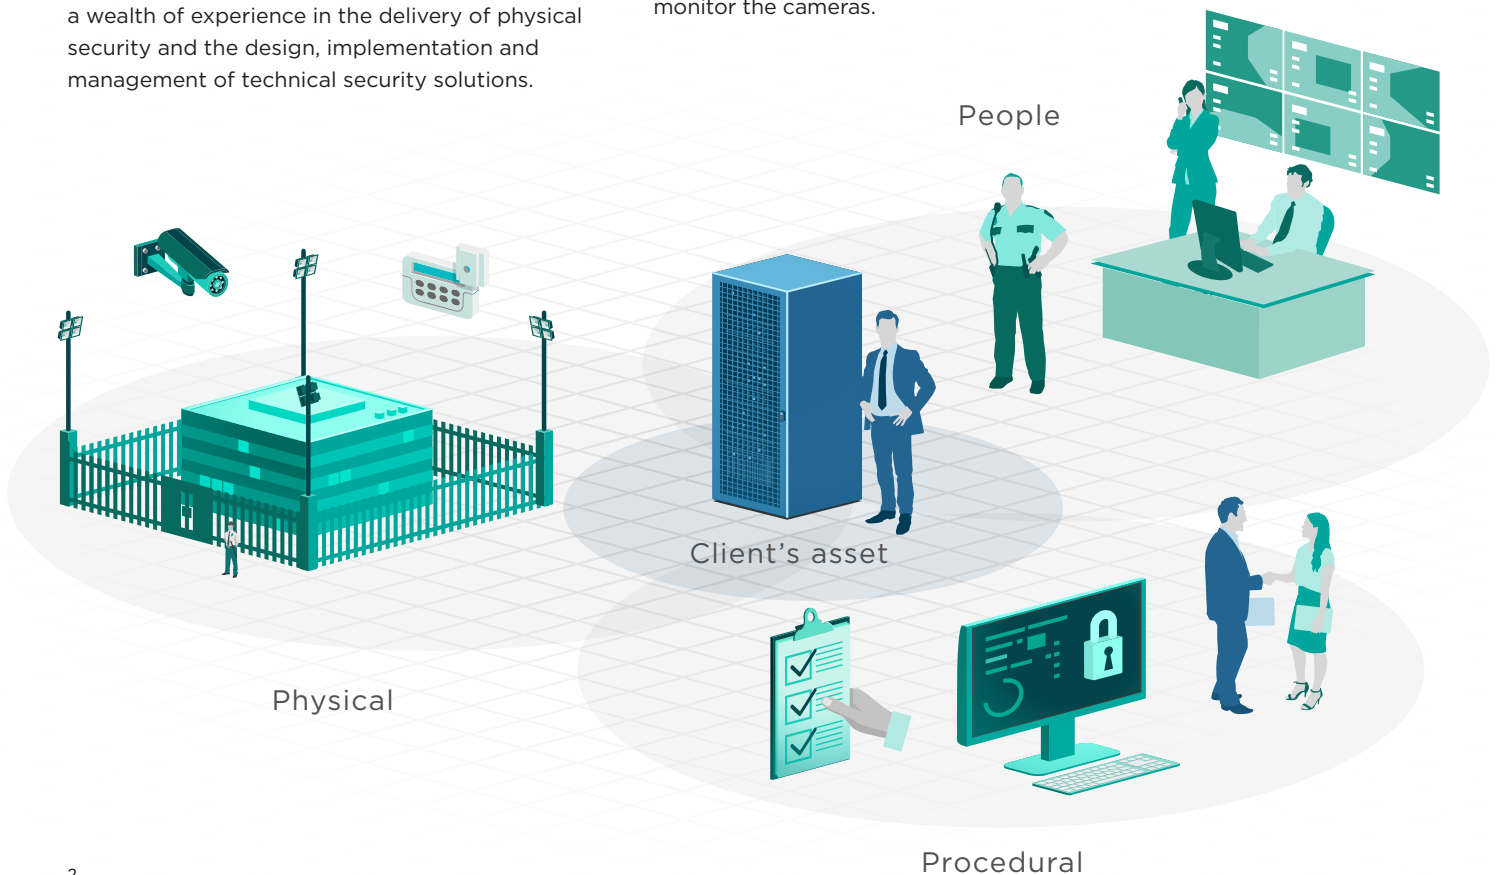 a wealth of experience in the delivery of physical
security and the design, implementation and
management of technical security solutions.
monitor the cameras.
People
Client’s asset
Physical
Procedural
2